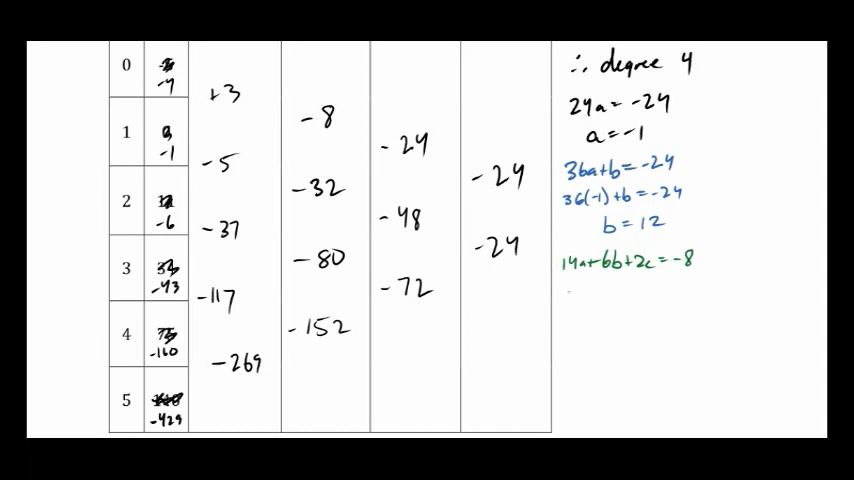 0 -4
+3
1 -1
-5
2 -6
-37
3 -43
-117
4 -160
-269
5 -429
-8
-32
-80
-152
-24
-48
-72
-24
-24
∴ degree 4
24a = -24
a = -1
36a + b = -24
36(-1) + b = -24
b = 12
14a + 6b + 2c = -8